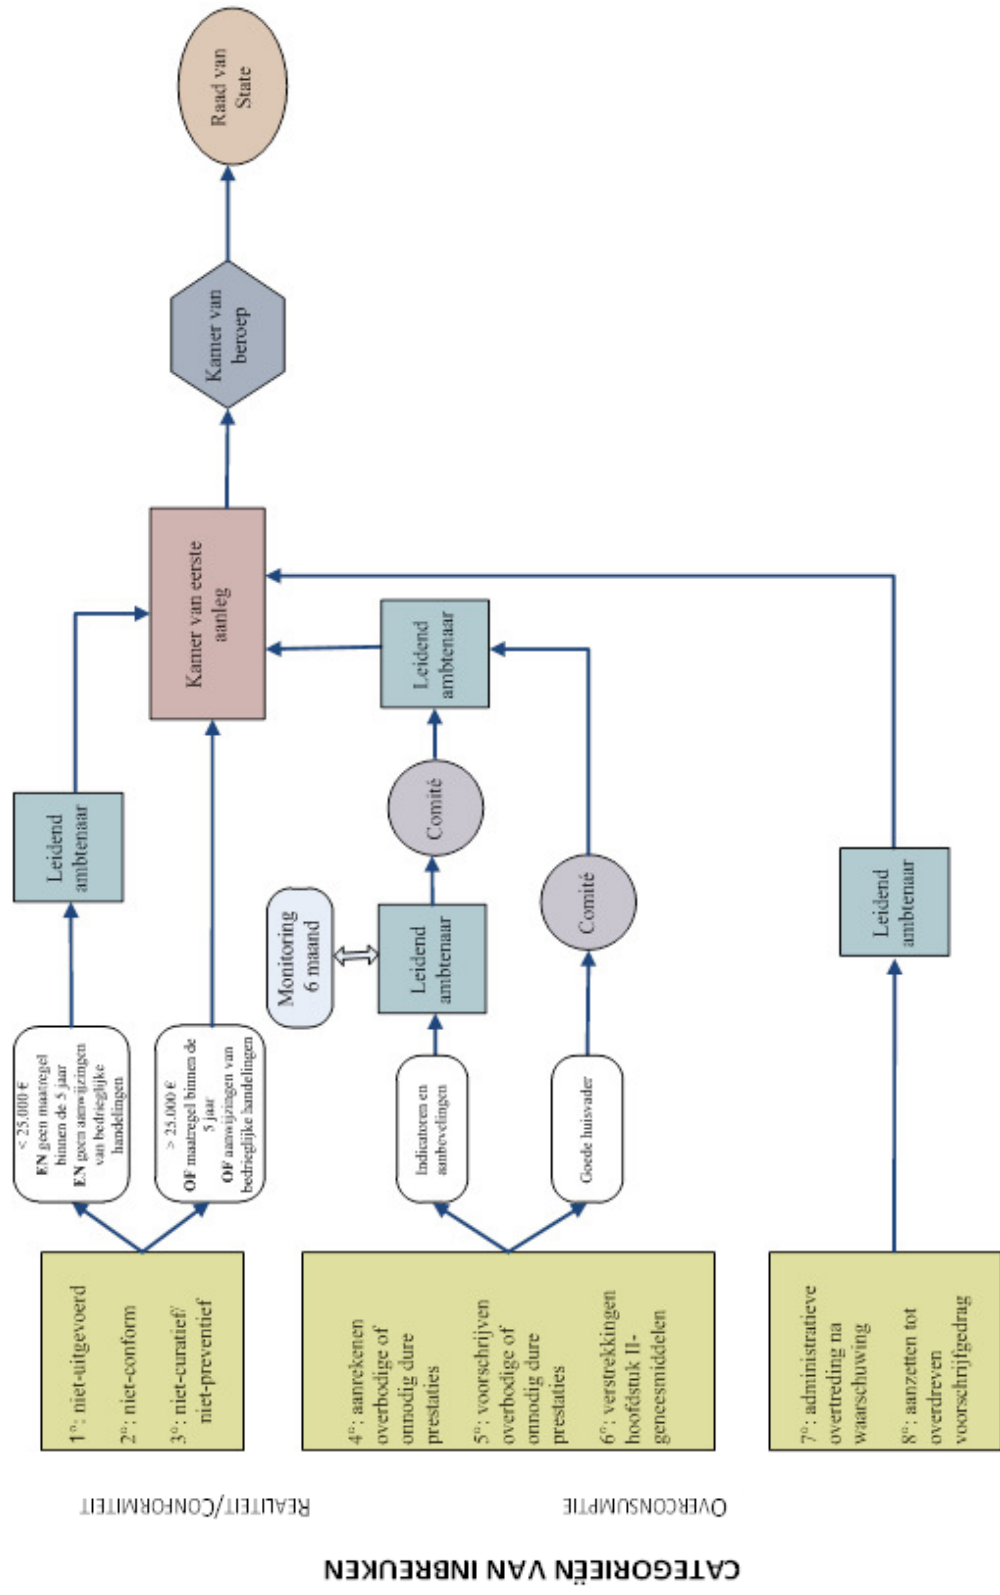 CATEGORIEËN VAN INBREUKEN
REALITEIT/CONFORMITEIT
1°: niet-uitgevoerd
2°: niet-conform
3°: niet-curatief/
niet-preventief
< 25.000 €
EN geen maatregel
binnen de 5 jaar
EN geen aanwijzingen
van bedrieglijke
handelingen
> 25.000 €
OF maatregel binnen de
5 jaar
OF aanwijzingen van
bedrieglijke handelingen
Leidend
ambtenaar
Kamer van eerste
aanleg
Kamer van
beroep
Raad van
State
OVERCONSUMPTIE
4°: aanrekenen
overbodige of
onnodig dure
prestaties
5°: voorschrijven
overbodige of
onnodig dure
prestaties
6°: verstrekkingen
hoofdstuk II-
geneesmiddelen
Indicatoren en
aanbevelingen
Goede huisvader
Monitoring
6 maand
Leidend
ambtenaar
Comité
Leidend
ambtenaar
Comité
7°: administratieve
overtreding na
waarschuwing
8°: aanzetten tot
overdreven
voorschrijfgedrag
Leidend
ambtenaar